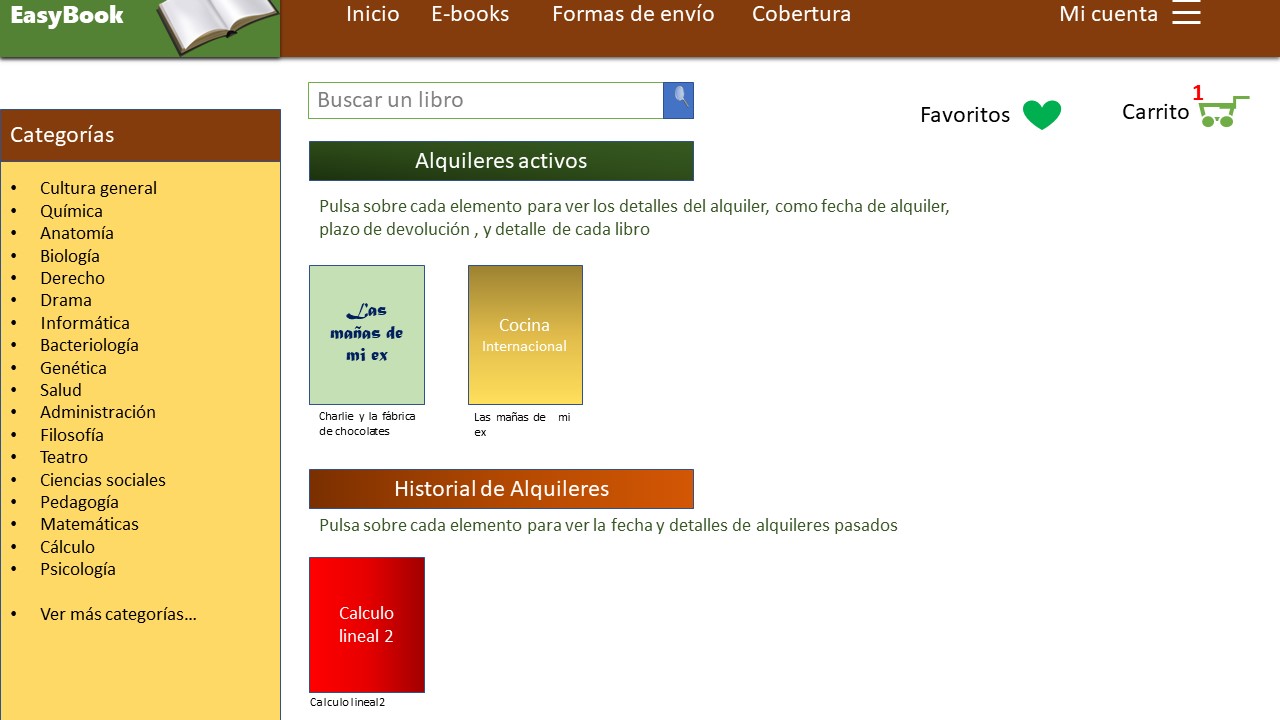 EasyBook
Inicio
E-books
Formas de envío
Cobertura
Mi cuenta
Buscar un libro
Favoritos
Carrito
1
Categorías
• Cultura general
• Química
• Anatomía
• Biología
• Derecho
• Drama
• Informática
• Bacteriología
• Genética
• Salud
• Administración
• Filosofía
• Teatro
• Ciencias sociales
• Pedagogía
• Matemáticas
• Cálculo
• Psicología
• Ver más categorías...
Alquileres activos
Pulsa sobre cada elemento para ver los detalles del alquiler, como fecha de alquiler,
plazo de devolución , y detalle de cada libro
Las
mañas de
mi ex
Charlie y la fábrica
de chocolates
Cocina
Internacional
Las mañas de mi
ex
Historial de Alquileres
Pulsa sobre cada elemento para ver la fecha y detalles de alquileres pasados
Calculo
lineal 2
Calculo lineal 2